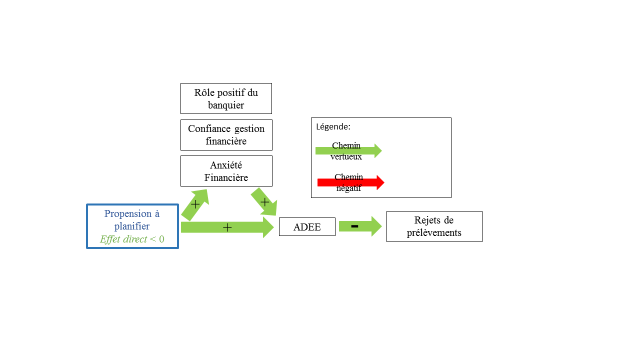 Rôle positif du
banquier
Confiance gestion
financière
Anxiété
Financière
Légende:
Chemin
vertueux
Chemin
négatif
+
+
Propension à
planifier
Effet direct < 0
+
ADEE
-
Rejets de
prélèvements